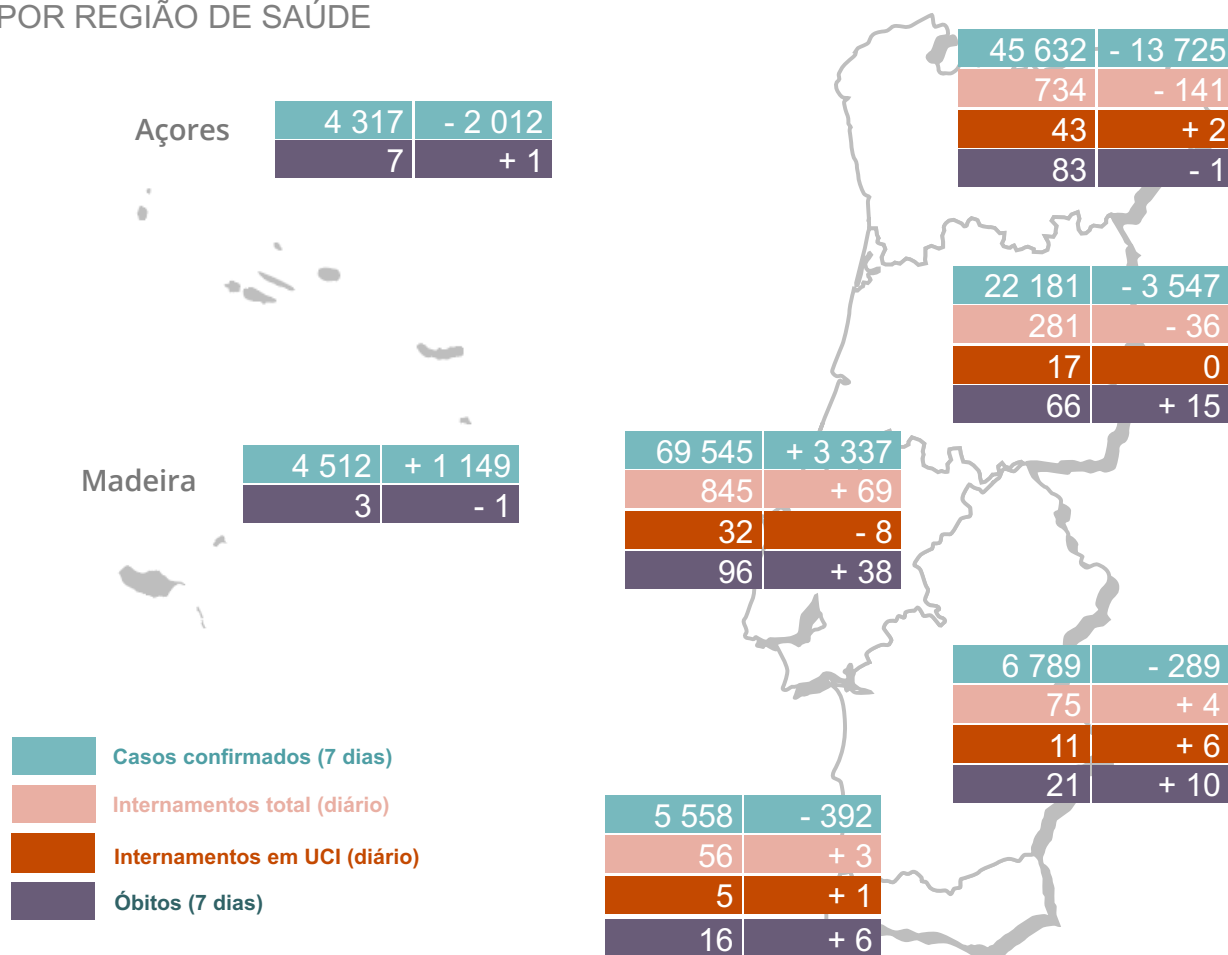 POR REGIÃO DE SAÚDE
45 632 - 13 725
734 - 141
43 + 2
83 - 1
Açores
4 317 - 2 012
7 + 1
22 181 - 3 547
281 - 36
17 0
66 + 15
Madeira
4 512 + 1 149
3 - 1
69 545 + 3 337
845 + 69
32 - 8
96 + 38
6 789 - 289
75 + 4
11 + 6
21 + 10
Casos confirmados (7 dias)
Internamentos total (diário)
Internamentos em UCI (diário)
Óbitos (7 dias)
5 558 - 392
56 + 3
5 + 1
16 + 6